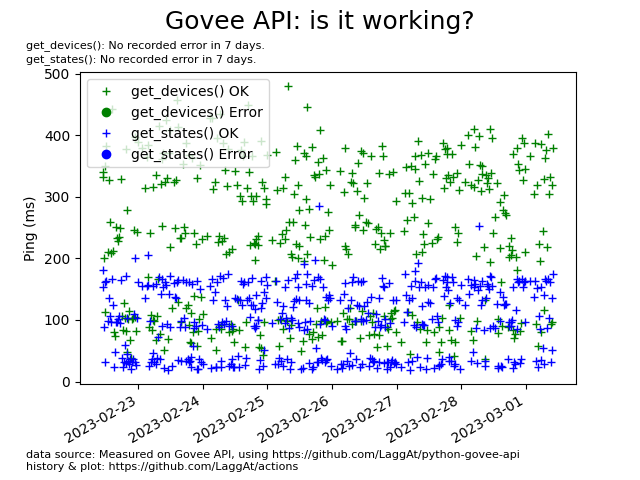 Govee API: is it working?
get_devices(): No recorded error in 7 days.
get_states(): No recorded error in 7 days.
500
400
300
200
100
0
Ping (ms)
get_devices() OK
get_devices() Error
get_states() OK
get_states() Error
2023-02-23
2023-02-24
2023-02-25
2023-02-26
2023-02-27
2023-02-28
2023-03-01
data source: Measured on Govee API, using https://github.com/LaggAt/python-govee-api
history & plot: https://github.com/LaggAt/actions